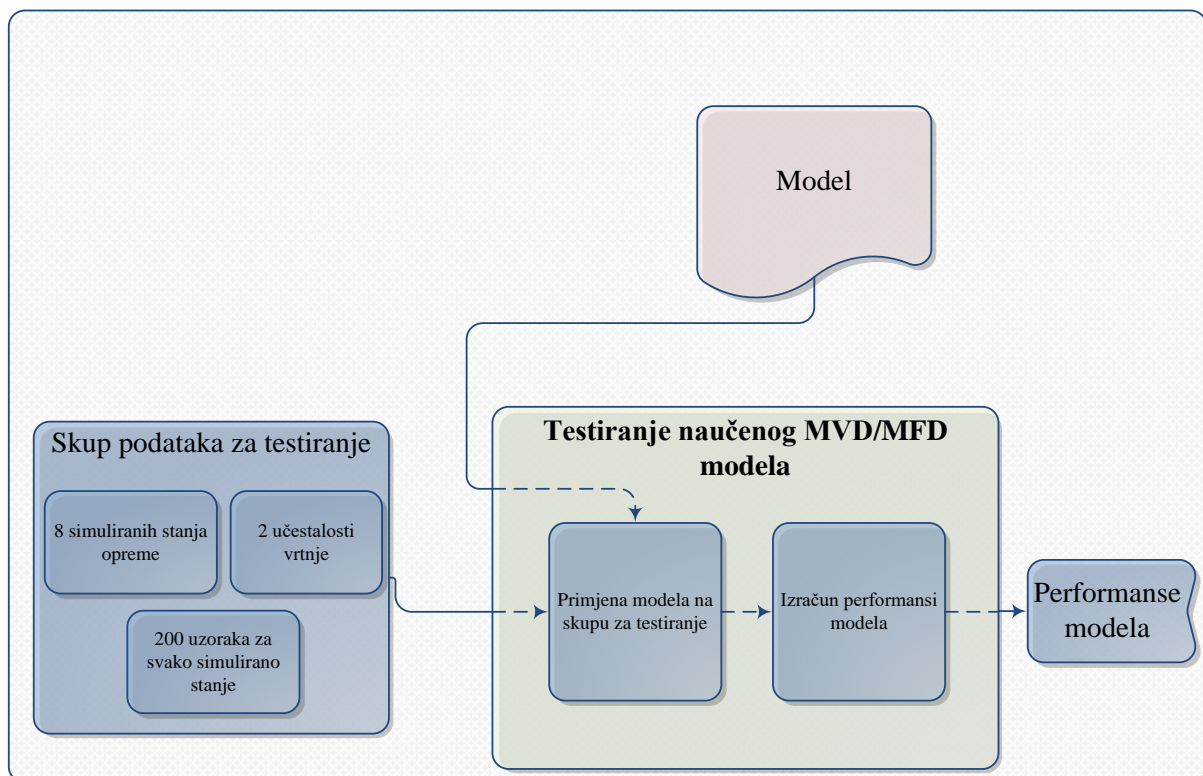 Model
Skup podataka za testiranje
8 simuliranih stanja
opreme
2 učestalosti
vrtnje
200 uzoraka za
svako simulirano
stanje
Testiranje naučenog MVD/MFD
modela
Primjena modela na
skupu za testiranje
Izračun performansi
modela
Performanse
modela